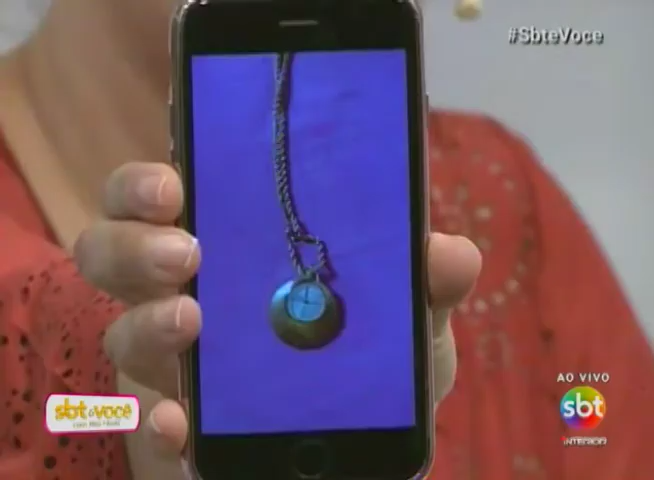 #SbteVoce
AO VIVO
sbt
INTERIOR
sbt e você